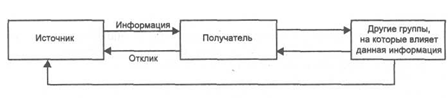 Информация
Источник
Отклик
Получатель
Другие группы,
на которые влияет
данная информация